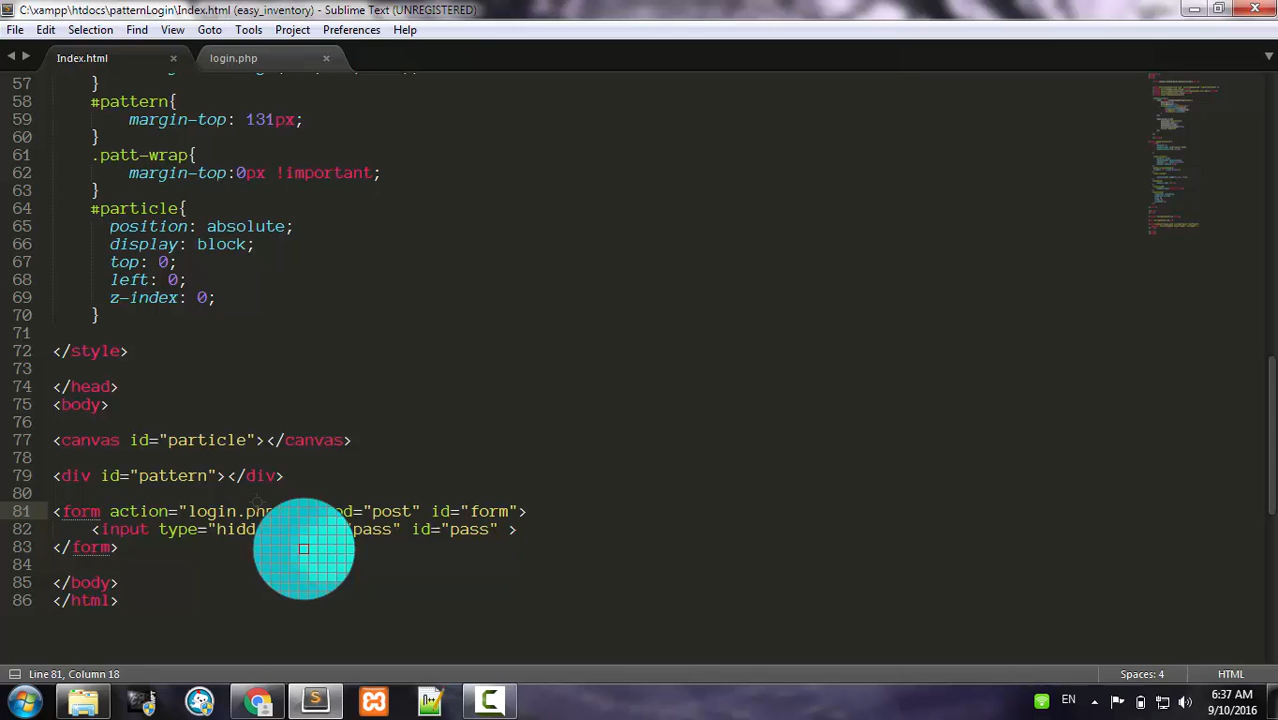 C:\xampp\htdocs\patternLogin\Index.html (easy_inventory) - Sublime Text (UNREGISTERED)
File Edit Selection Find View Goto Tools Project Preferences Help
Index.html × login.php ×
57 }
58 #pattern{
59 margin-top: 131px;
60 }
61 .patt-wrap{
62 margin-top:0px !important;
63 }
64 #particle{
65 position: absolute;
66 display: block;
67 top: 0;
68 left: 0;
69 z-index: 0;
70 }
71
72 </style>
73
74 </head>
75 <body>
76
77 <canvas id="particle"></canvas>
78
79 <div id="pattern"></div>
80
81 <form action="login.php ="post" id="form">
82 <input type= "pass" id="pass" >
83 </form>
84
85 </body>
86 </html>
Line 81, Column 18 Spaces: 4 HTML
EN 6:37 AM
9/10/2016